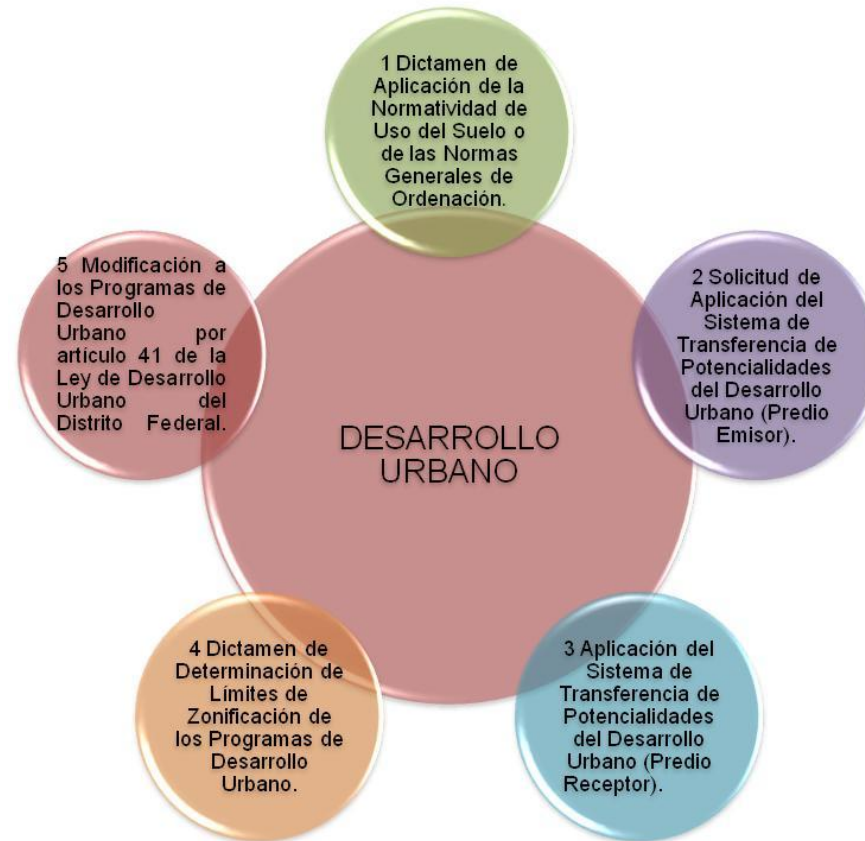 1 Dictamen de
Aplicación de la
Normatividad de
Uso del Suelo o
de las Normas
Generales de
Ordenación.
2 Solicitud de
Aplicación del
Sistema de
Transferencia de
Potencialidades
del Desarrollo
Urbano (Predio
Emisor).
3 Aplicación del
Sistema de
Transferencia de
Potencialidades
del Desarrollo
Urbano (Predio
Receptor).
4 Dictamen de
Determinación de
Límites de
Zonificación de
los Programas de
Desarrollo
Urbano.
5 Modificación a
los Programas de
Desarrollo
Urbano por
artículo 41 de la
Ley de Desarrollo
Urbano del
Distrito Federal.
DESARROLLO
URBANO